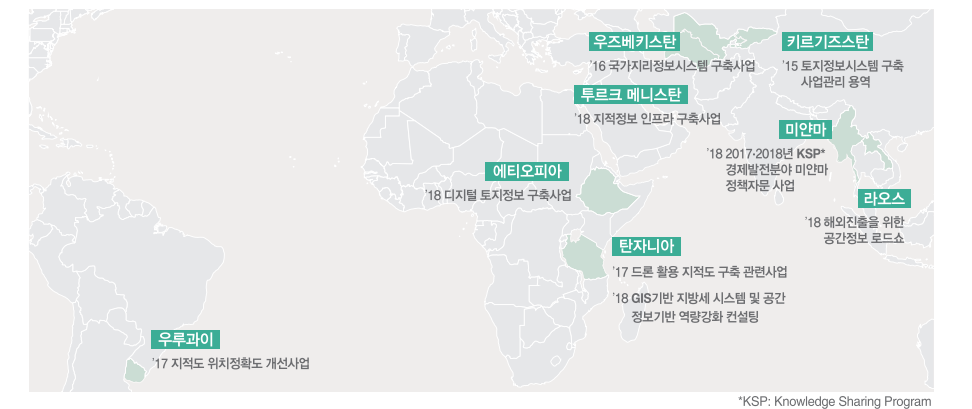 우즈베키스탄
'16 국가지리정보시스템 구축사업
키르기즈스탄
'15 토지정보시스템 구축
사업관리 용역
투르크 메니스탄
'18 지적정보 인프라 구축사업
미얀마
'18 2017·2018년 KSP*
경제발전분야 미얀마
정책자문 사업
에티오피아
'18 디지털 토지정보 구축사업
라오스
'18 해외진출을 위한
공간정보 로드쇼
탄자니아
'17 드론 활용 지적도 구축 관련사업
'18 GIS기반 지방세 시스템 및 공간
정보기반 역량강화 컨설팅
우루과이
'17 지적도 위치정확도 개선사업
*KSP: Knowledge Sharing Program